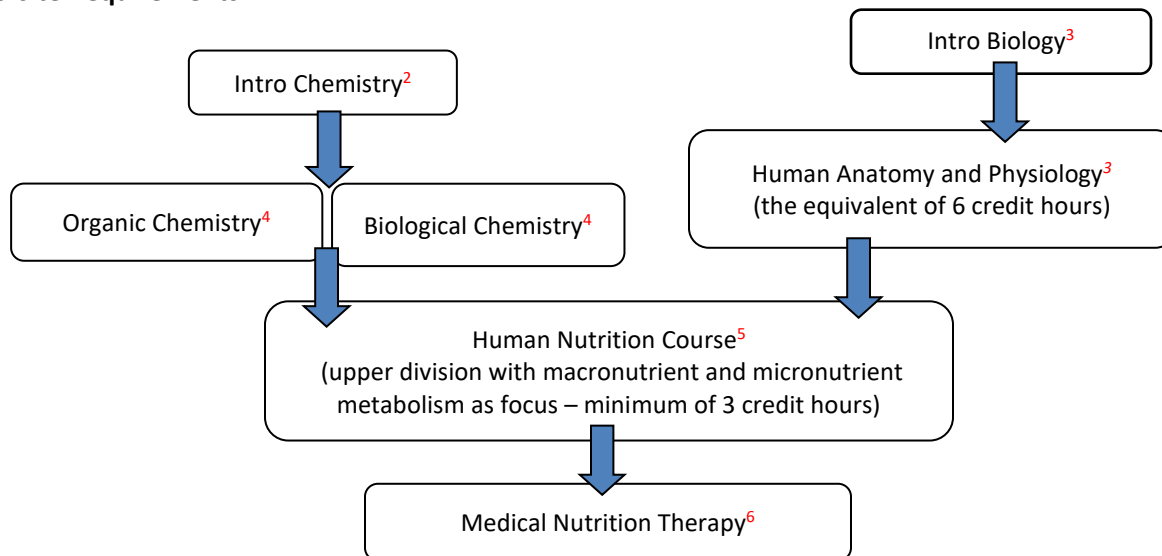 Intro Biology³
Intro Chemistry²
Human Anatomy and Physiology³
(the equivalent of 6 credit hours)
Organic Chemistry⁴
Biological Chemistry⁴
Human Nutrition Course⁵
(upper division with macronutrient and micronutrient
metabolism as focus – minimum of 3 credit hours)
Medical Nutrition Therapy⁶